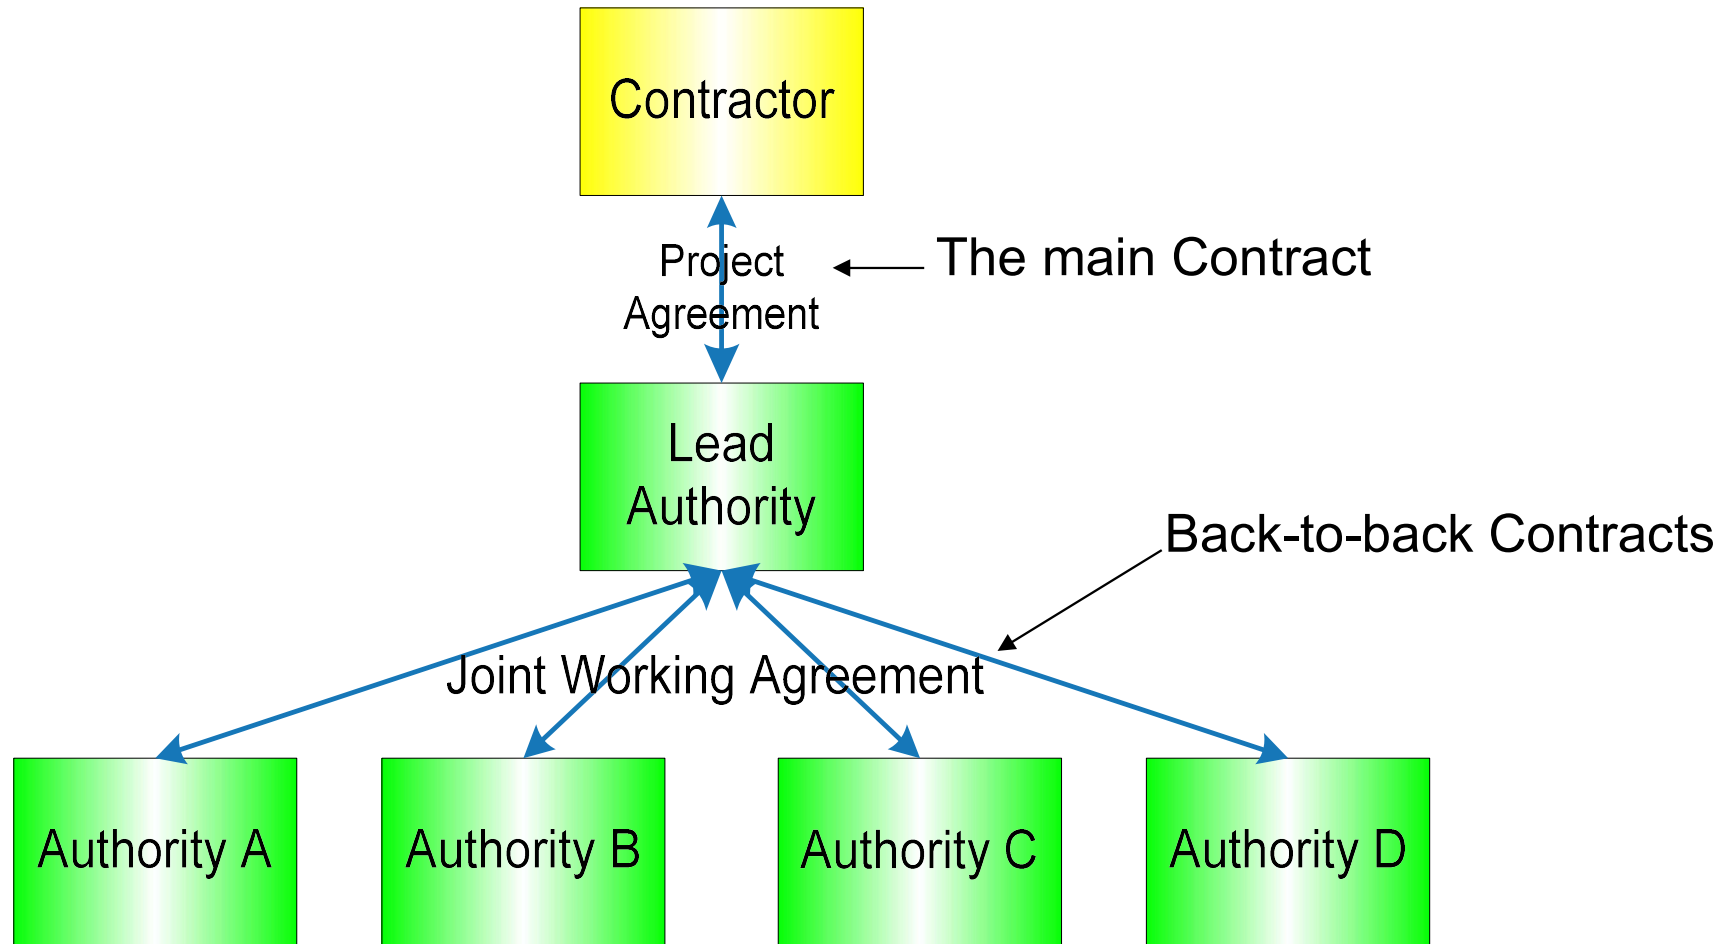 Contractor
Project
Agreement
The main Contract
Lead
Authority
Back-to-back Contracts
Joint Working Agreement
Authority A
Authority B
Authority C
Authority D